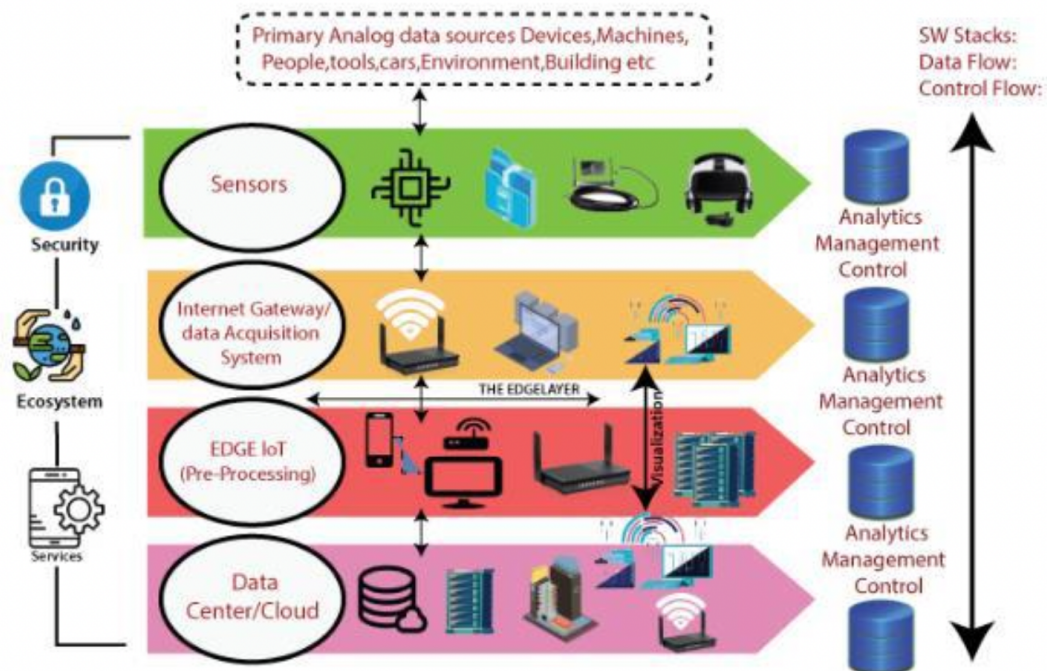 Primary Analog data sources Devices,Machines,
People,tools,cars,Environment,Building etc
SW Stacks:
Data Flow:
Control Flow:
Sensors
Security
Analytics
Management
Control
Internet Gateway/
data Acquisition
System
Ecosystem
THE EDGELAYER
Visualization
Analytics
Management
Control
EDGE IoT
(Pre-Processing)
Services
Analytics
Management
Control
Data
Center/Cloud